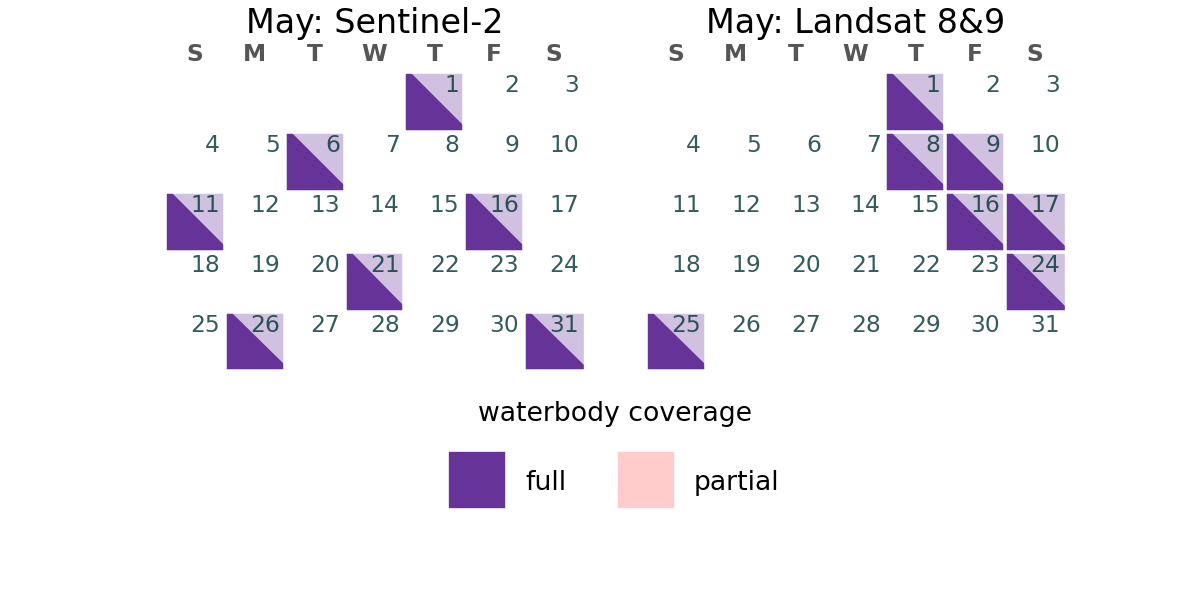 May: Sentinel-2
S M T W T F S
1 2 3
4 5 6 7 8 9 10
11 12 13 14 15 16 17
18 19 20 21 22 23 24
25 26 27 28 29 30 31
May: Landsat 8&9
S M T W T F S
1 2 3
4 5 6 7 8 9 10
11 12 13 14 15 16 17
18 19 20 21 22 23 24
25 26 27 28 29 30 31
waterbody coverage
full partial